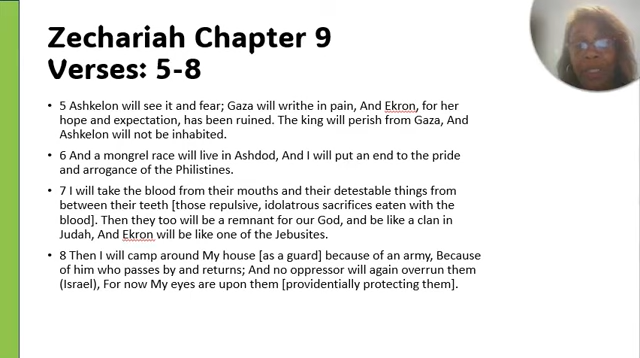 Zechariah Chapter 9
Verses: 5-8
• 5 Ashkelon will see it and fear; Gaza will writhe in pain, And Ekron, for her
hope and expectation, has been ruined. The king will perish from Gaza, And
Ashkelon will not be inhabited.
• 6 And a mongrel race will live in Ashdod, And I will put an end to the pride
and arrogance of the Philistines.
• 7 I will take the blood from their mouths and their detestable things from
between their teeth [those repulsive, idolatrous sacrifices eaten with the
blood]. Then they too will be a remnant for our God, and be like a clan in
Judah, And Ekron will be like one of the Jebusites.
• 8 Then I will camp around My house [as a guard] because of an army, Because
of him who passes by and returns; And no oppressor will again overrun them
(Israel), For now My eyes are upon them [providentially protecting them].